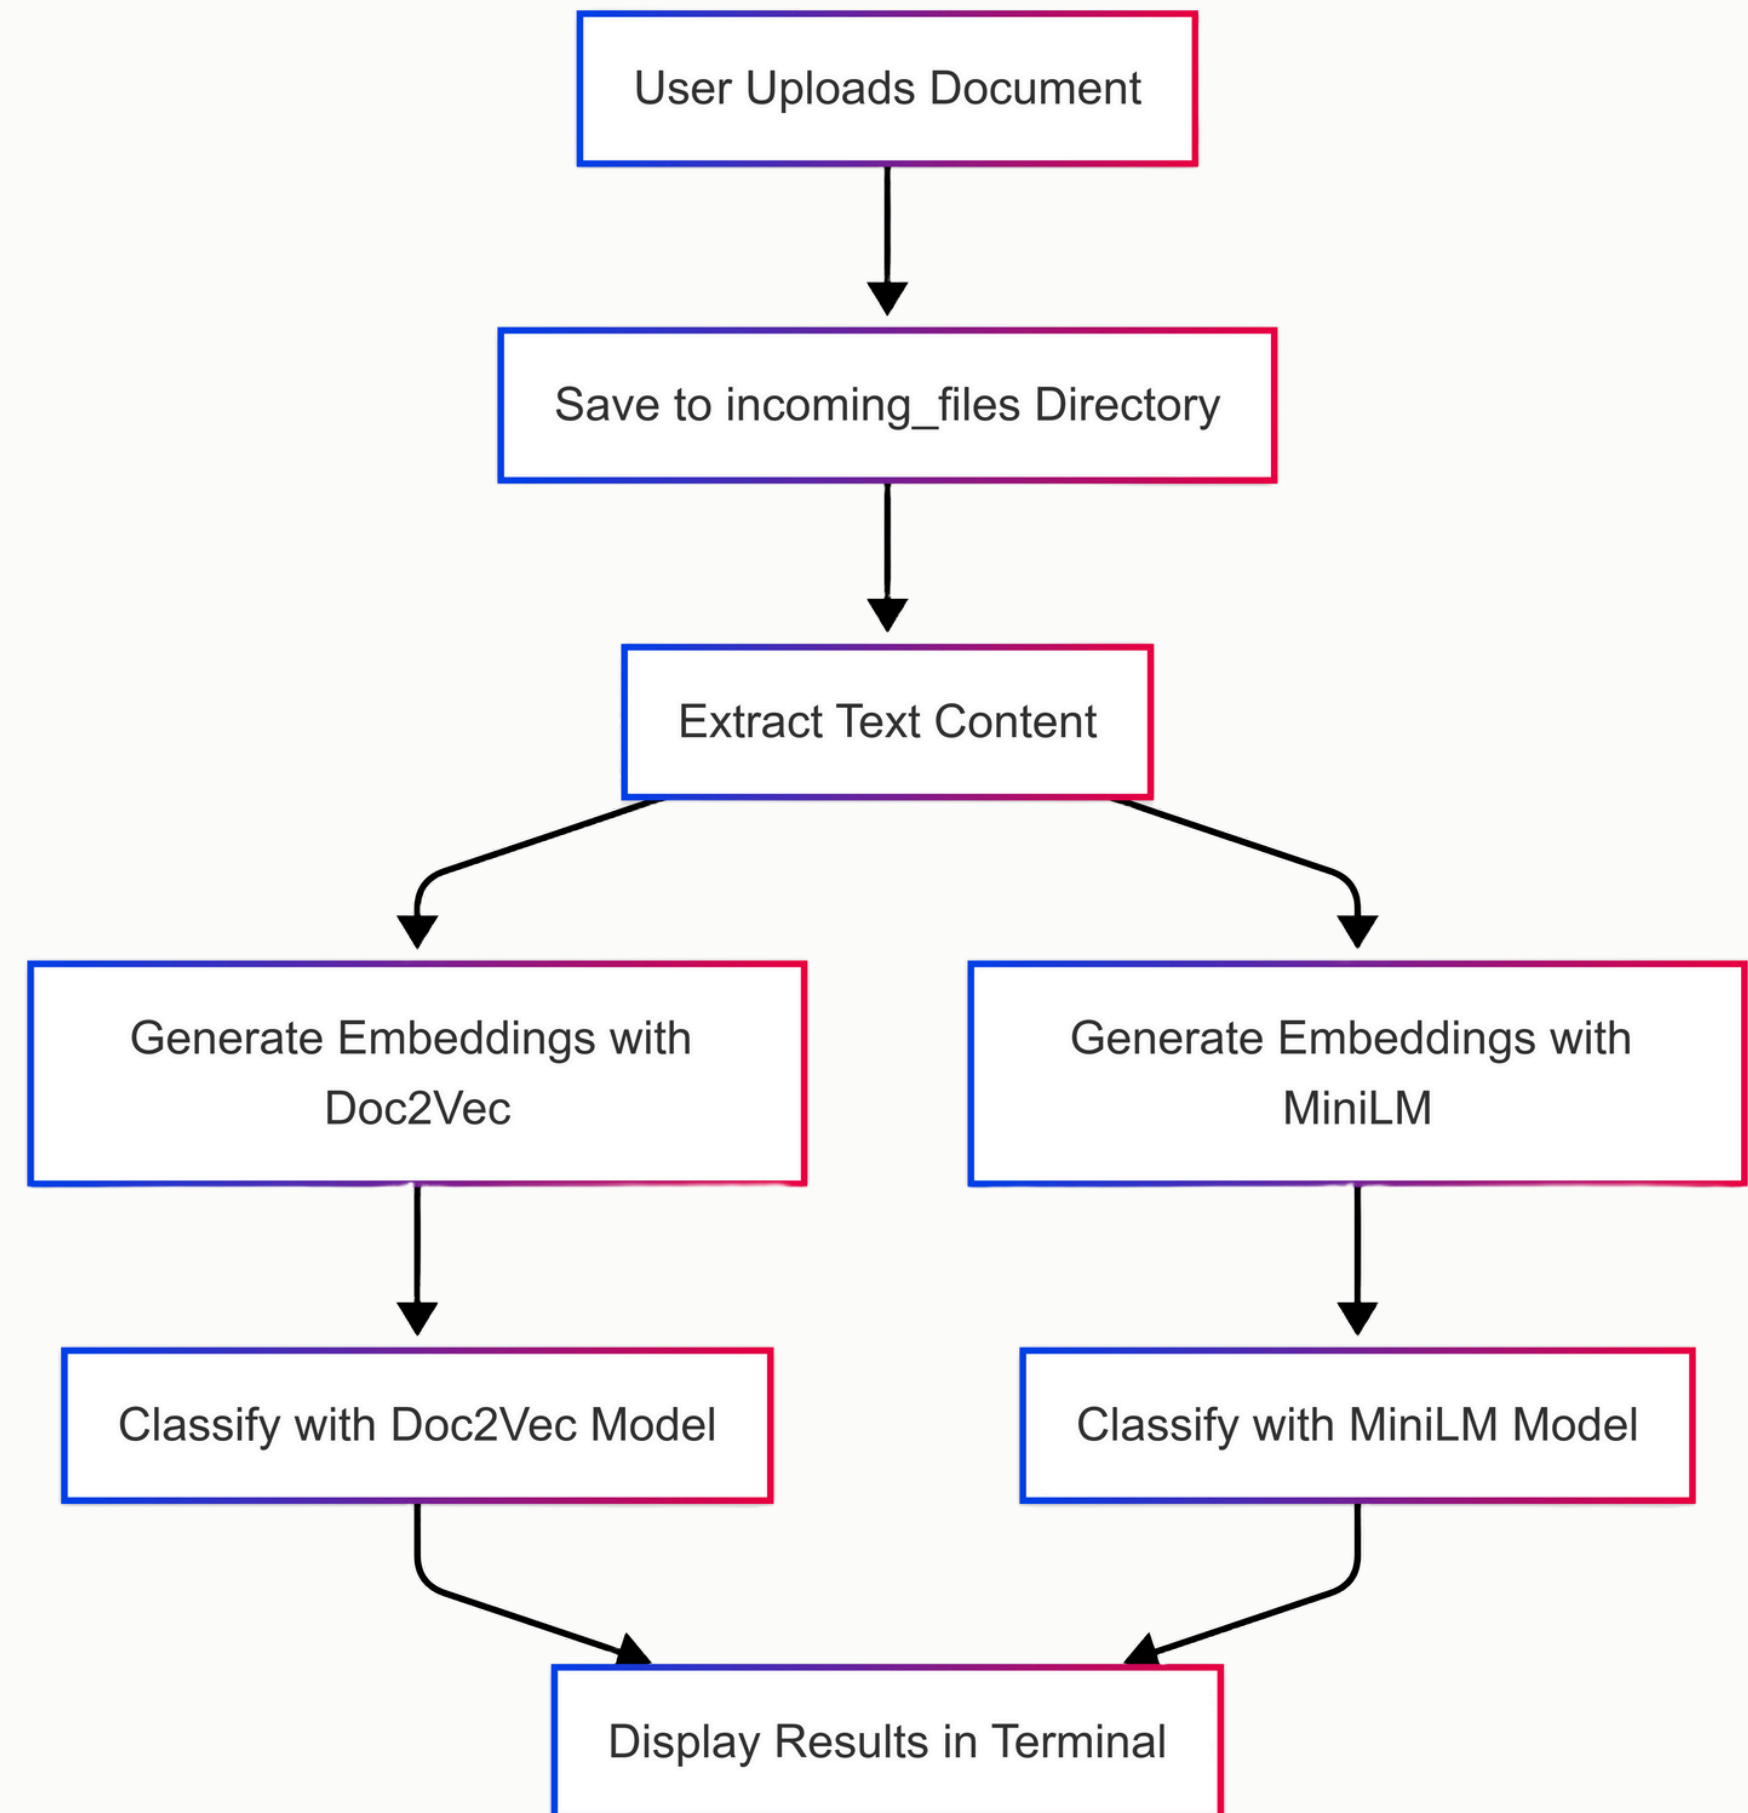 User Uploads Document
Save to incoming_files Directory
Extract Text Content
Generate Embeddings with
Doc2Vec
Generate Embeddings with
MiniLM
Classify with Doc2Vec Model
Classify with MiniLM Model
Display Results in Terminal